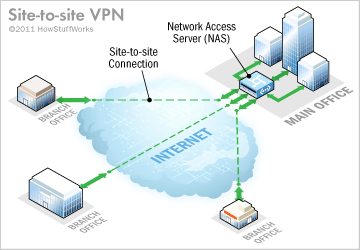 Site-to-site VPN
©2011 HowStuffWorks
Network Access
Server (NAS)
Site-to-site
Connection
BRANCH
OFFICE
MAIN OFFICE
INTERNET
BRANCH
OFFICE
BRANCH
OFFICE